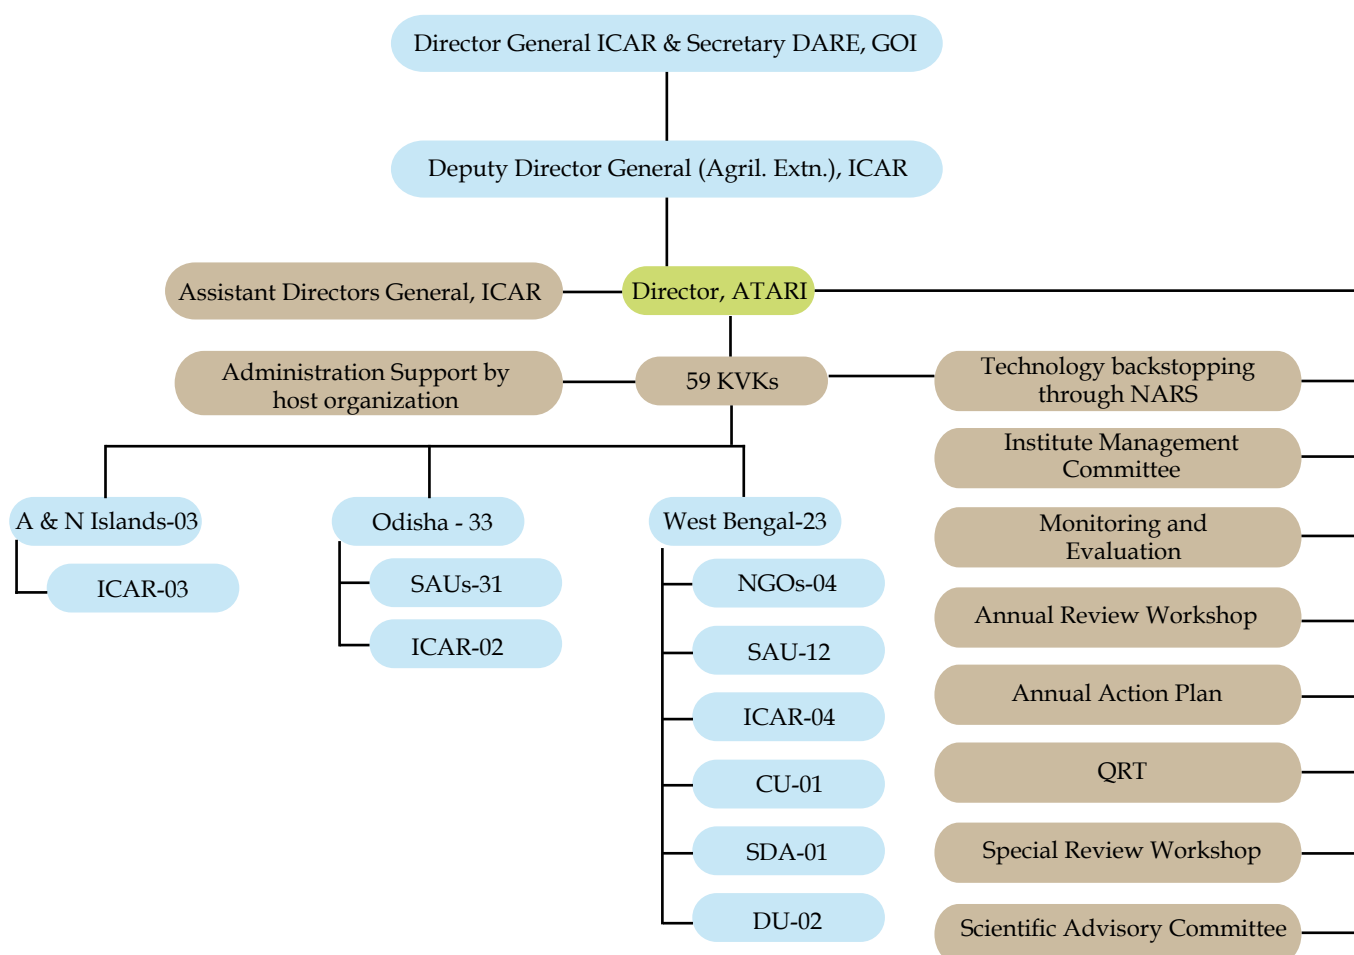 Director General ICAR & Secretary DARE, GOI
Deputy Director General (Agril. Extn.), ICAR
Assistant Directors General, ICAR
Director, ATARI
Administration Support by
host organization
59 KVKs
Technology backstopping
through NARS
Institute Management
Committee
Monitoring and
Evaluation
Annual Review Workshop
Annual Action Plan
QRT
Special Review Workshop
Scientific Advisory Committee
A & N Islands-03
ICAR-03
Odisha - 33
SAUs-31
ICAR-02
West Bengal-23
NGOs-04
SAU-12
ICAR-04
CU-01
SDA-01
DU-02